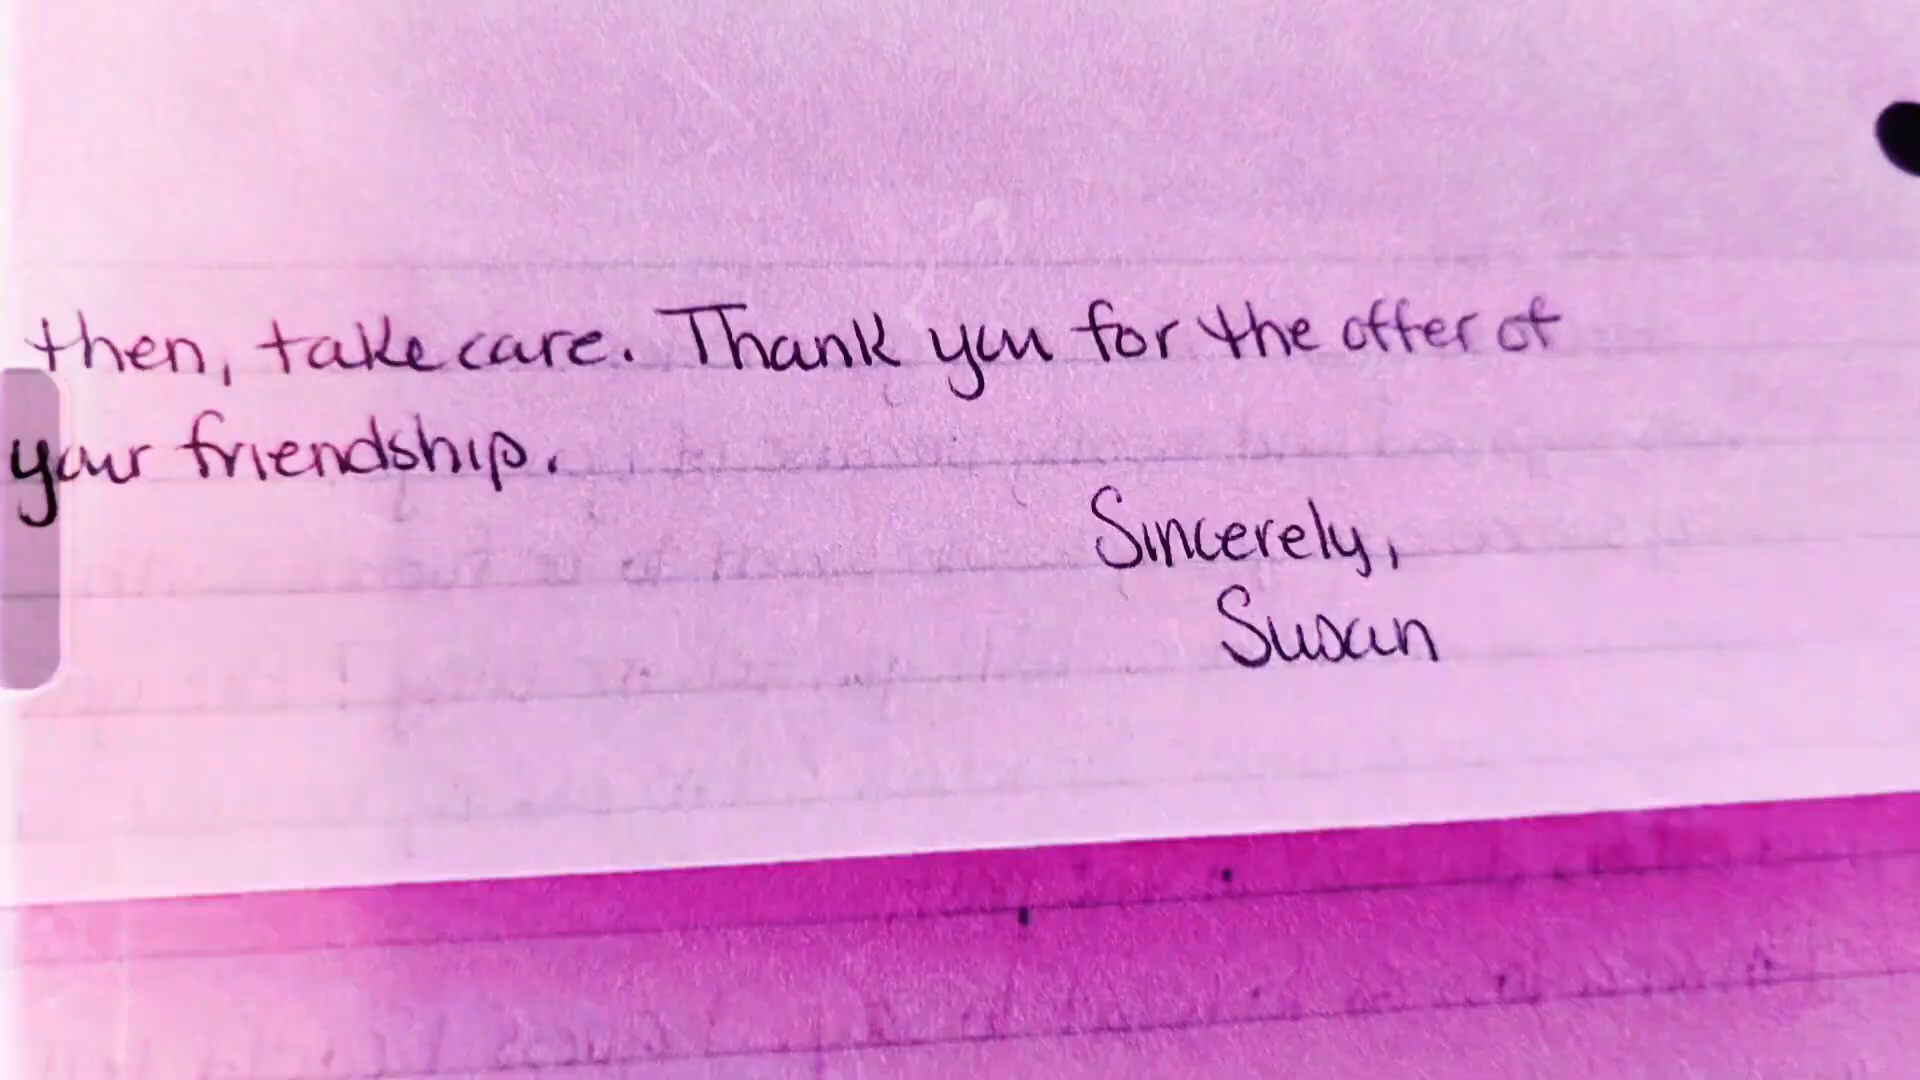 then, take care. Thank you for the offer of
your friendship.
Sincerely,
Susan